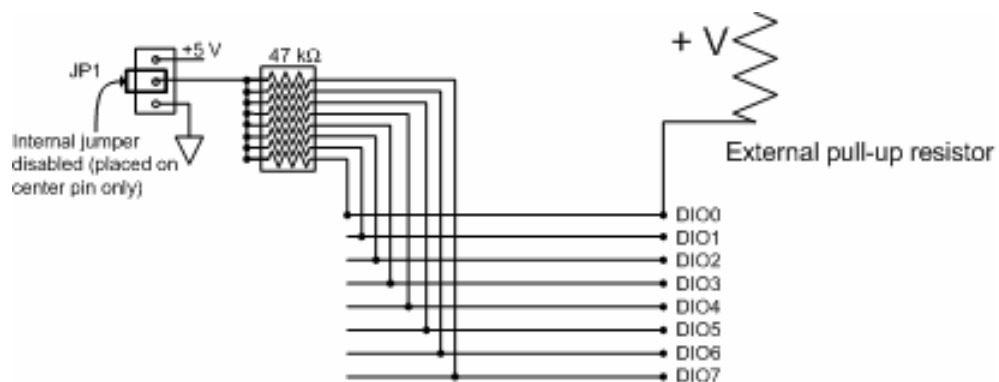 +5 V
47 kΩ
+ V
JP1
Internal jumper
disabled (placed on
center pin only)
External pull-up resistor
DIO0
DIO1
DIO2
DIO3
DIO4
DIO5
DIO6
DIO7